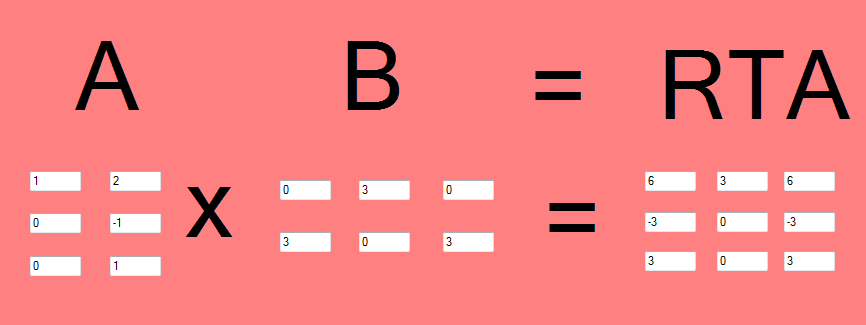 A B = RTA
1 2 x 0 3 0 = 6 3 6
0 -1 3 0 3 -3 0 -3
0 1 3 0 3